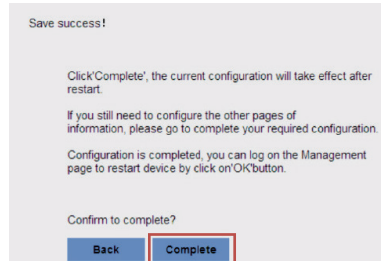 Save success!
Click'Complete', the current configuration will take effect after
restart.
If you still need to configure the other pages of
information, please go to complete your required configuration.
Configuration is completed, you can log on the Management
page to restart device by click on'OK'button.
Confirm to complete?
Back Complete